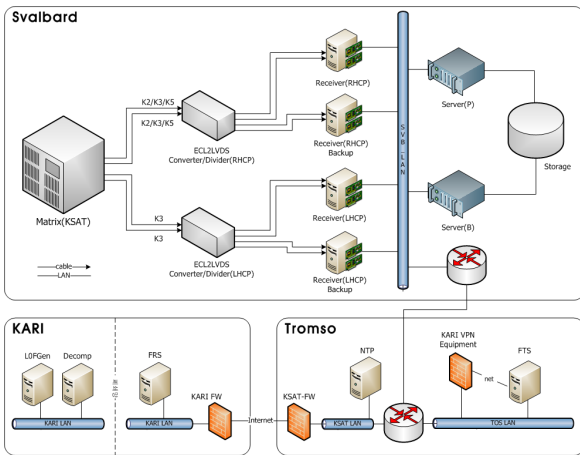 Svalbard
K2/K3/K5
K2/K3/K5
ECL2LVDS
Converter/Divider(RHCP)
Matrix(KSAT)
K3
K3
ECL2LVDS
Converter/Divider(LHCP)
cable
LAN
Receiver(RHCP)
Receiver(RHCP)
Backup
Receiver(LHCP)
Receiver(LHCP)
Backup
SVB LAN
Server(P)
Server(B)
Storage
KARI
L0FGen
Decomp
KARI LAN
FRS
KARI LAN
KARI FW
Internet
Tromso
KSAT-FW
NTP
KSAT LAN
KARI VPN
Equipment
net
FTS
TOS LAN